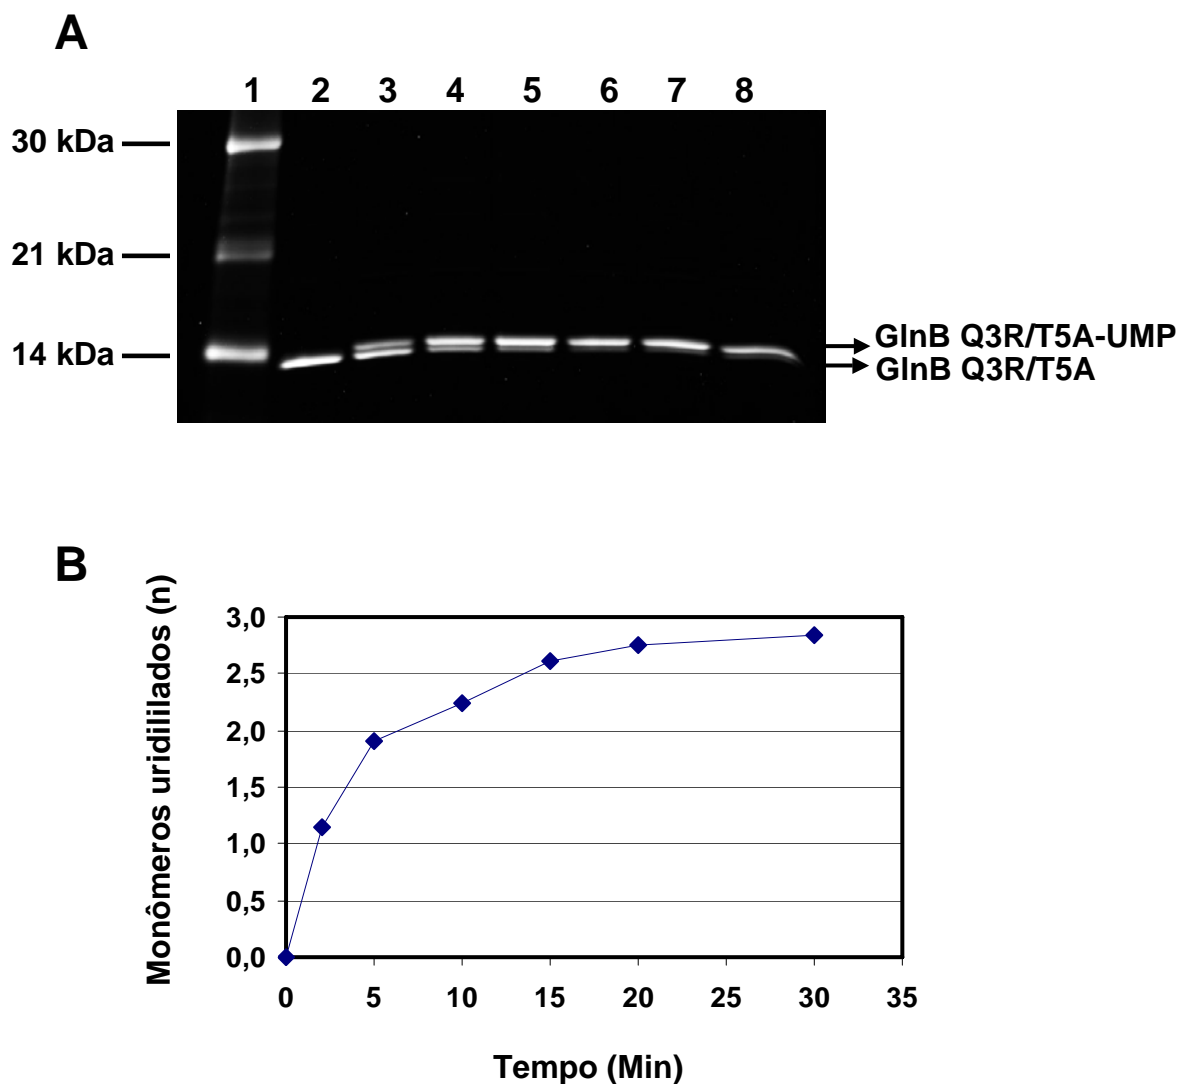 A
1 2 3 4 5 6 7 8
30 kDa
21 kDa
14 kDa
GlnB Q3R/T5A-UMP
GlnB Q3R/T5A
B
Monômeros uridililados (n)
3,0
2,5
2,0
1,5
1,0
0,5
0,0
0 5 10 15 20 25 30 35
Tempo (Min)